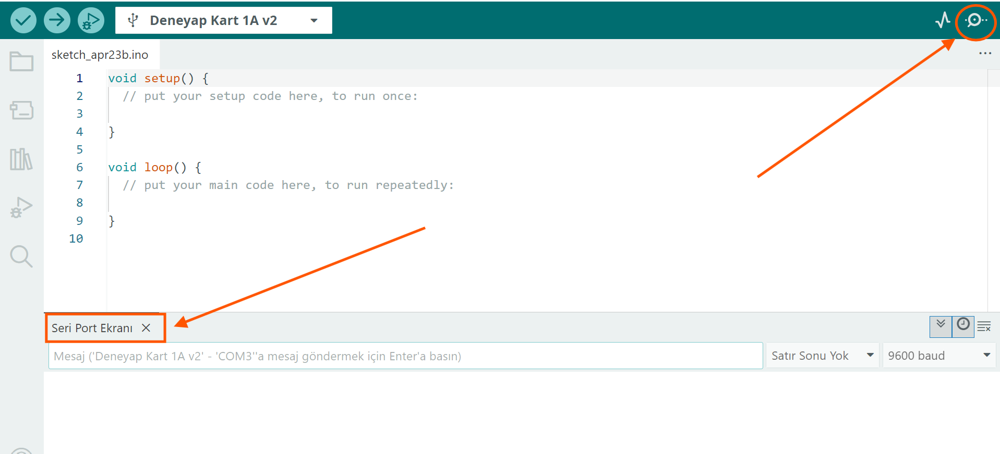 Deneyap Kart 1A v2
sketch_apr23b.ino
1 void setup() {
2 // put your setup code here, to run once:
3
4 }
5
6 void loop() {
7 // put your main code here, to run repeatedly:
8
9 }
10
Seri Port Ekranı
Mesaj ('Deneyap Kart 1A v2' - 'COM3''a mesaj göndermek için Enter'a basın)
Satır Sonu Yok
9600 baud